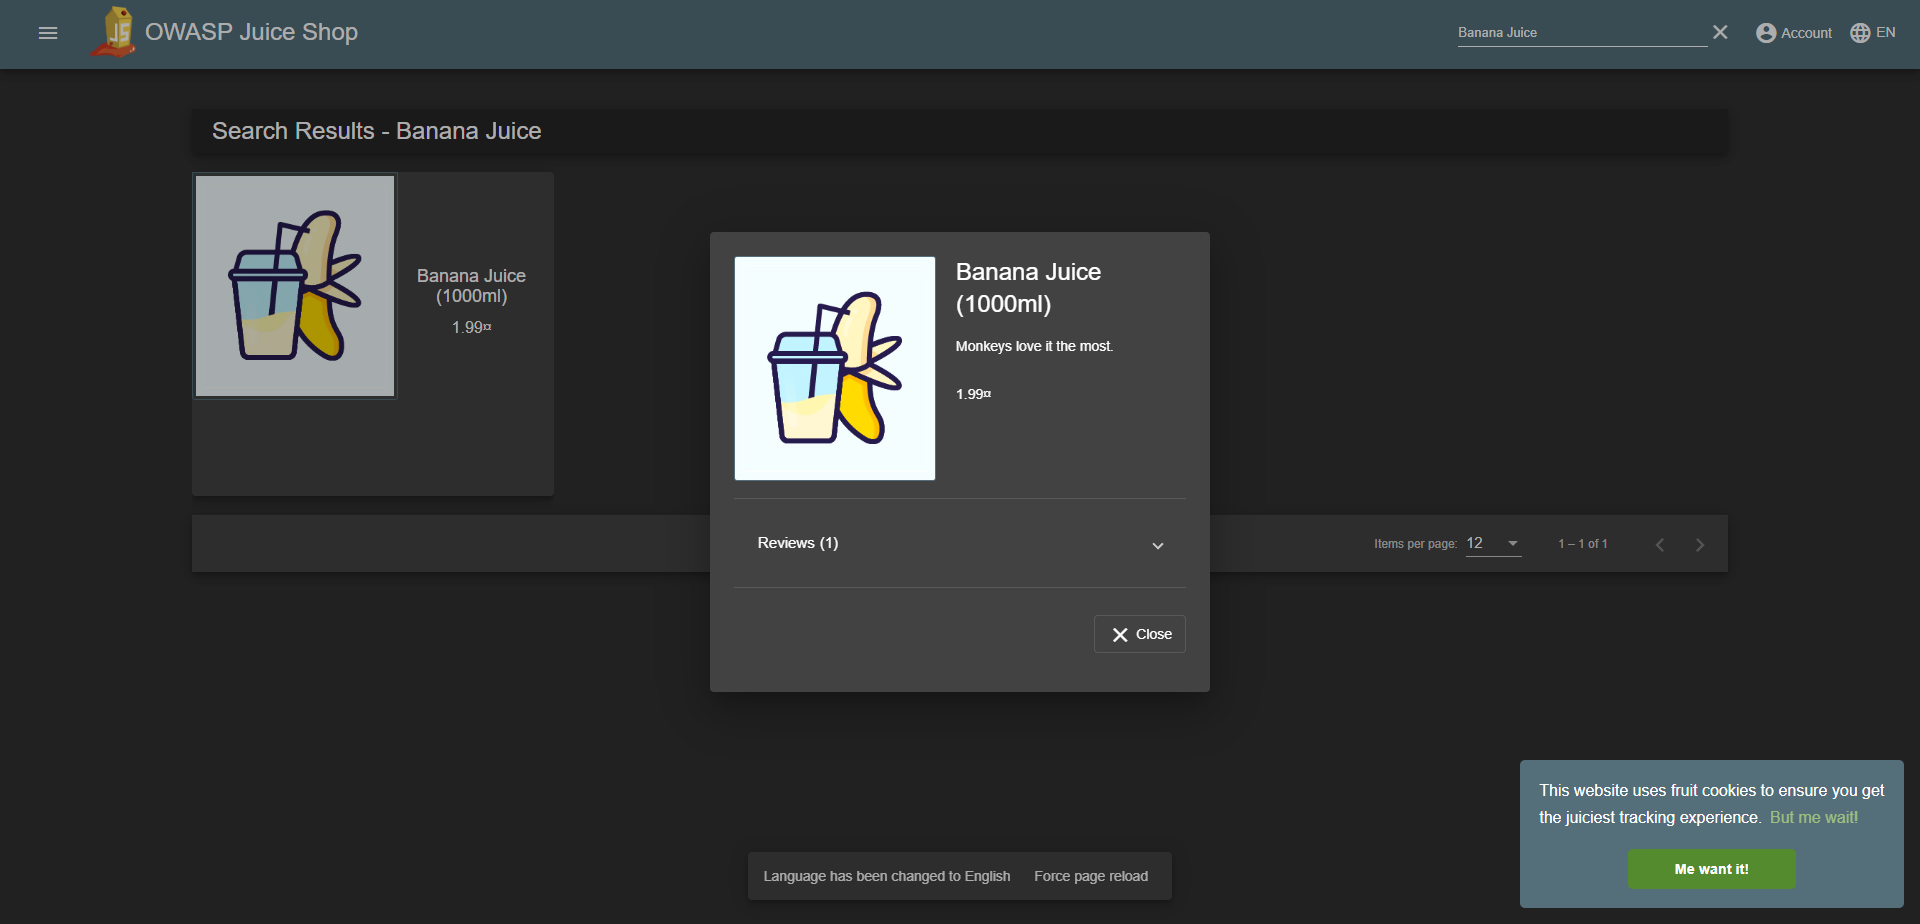 OWASP Juice Shop
Banana Juice
Account
EN
Search Results - Banana Juice
Banana Juice
(1000ml)
1.99¤
Banana Juice
(1000ml)
Monkeys love it the most.
1.99¤
Reviews (1)
Items per page:
12
1 – 1 of 1
Close
This website uses fruit cookies to ensure you get
the juiciest tracking experience. But me wait!
Me want it!
Language has been changed to English
Force page reload
JS